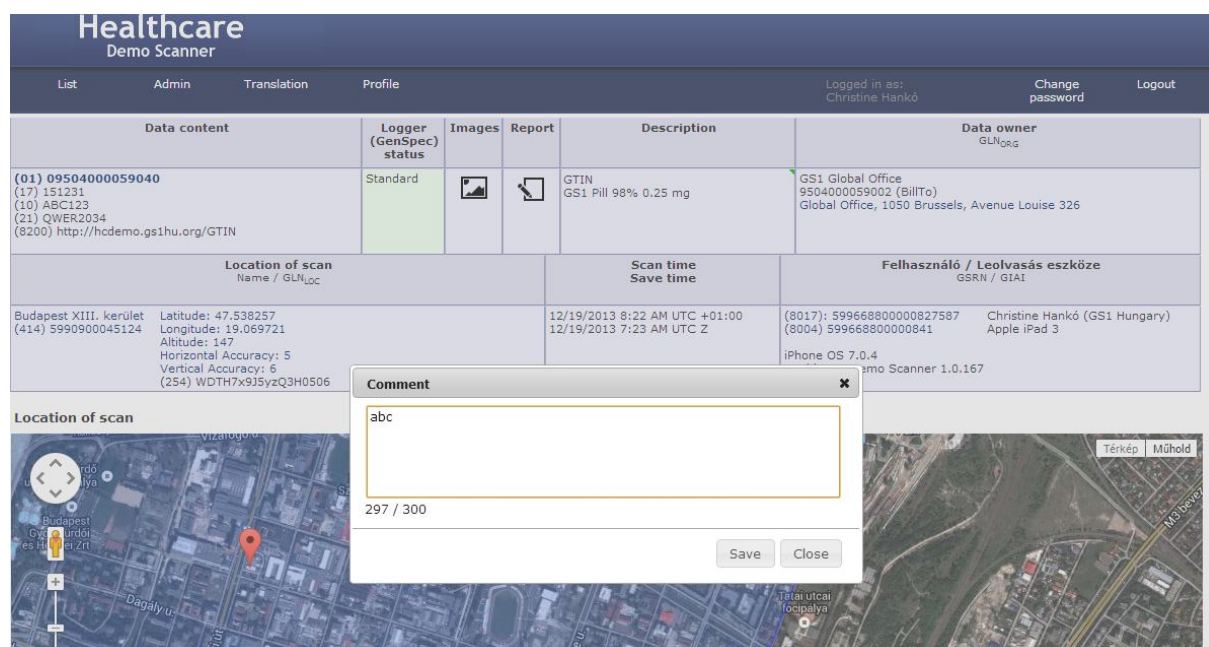 Healthcare
Demo Scanner
List Admin Translation Profile Logged in as: Christine Hankó Change password Logout
Data content
Logger (GenSpec) status
Images
Report
Description
Data owner
GLN_ORG
(01) 09504000059040
(17) 151231
(10) ABC123
(21) QWER2034
(8200) http://hcdemo.gs1hu.org/GTIN
Standard
GTIN
GS1 Pill 98% 0.25 mg
GS1 Global Office
9504000059002 (BillTo)
Global Office, 1050 Brussels, Avenue Louise 326
Location of scan
Name / GLN_LOC
Scan time
Save time
Felhasználó / Leolvasás eszköze
GSRN / GIAI
Budapest XIII. kerület
(414) 5990900045124
Latitude: 47.538257
Longitude: 19.069721
Altitude: 147
Horizontal Accuracy: 5
Vertical Accuracy: 6
(254) WDTH7x9J5yzQ3H0506
12/19/2013 8:22 AM UTC +01:00
12/19/2013 7:23 AM UTC Z
(8017): 599668800000827587
(8004) 599668800000841
Christine Hankó (GS1 Hungary)
Apple iPad 3
iPhone OS 7.0.4
emo Scanner 1.0.167
Comment
abc
297 / 300
Save Close
Location of scan
Térkép Műhold
Budapest
Dagály u.
Tatai utcai
focipálya